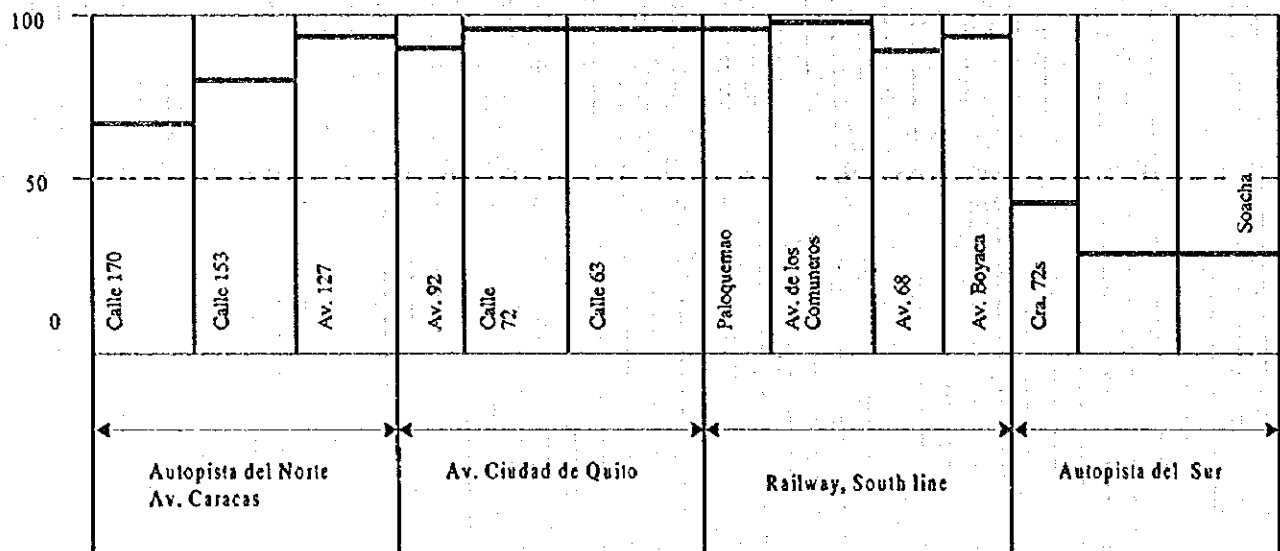 100
50
0
Calle 170
Calle 153
Av. 127
Av. 92
Calle
72
Calle 63
Paloquemao
Av. de los
Comuneros
Av. 68
Av. Boyaca
Cra. 72s
Soacha
Autopista del Norte
Av. Caracas
Av. Ciudad de Quito
Railway, South line
Autopista del Sur